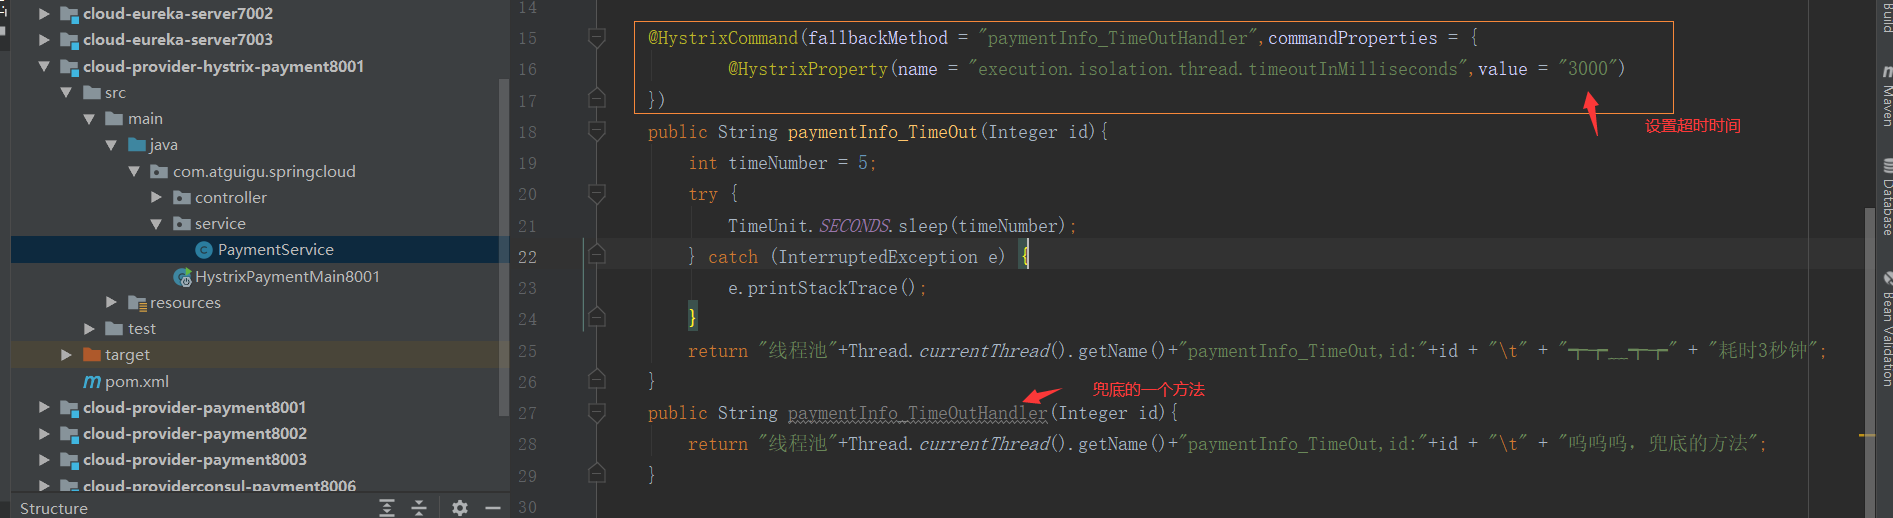 cloud-eureka-server7002
cloud-eureka-server7003
cloud-provider-hystrix-payment8001
src
main
java
com.atguigu.springcloud
controller
service
PaymentService
HystrixPaymentMain8001
resources
test
target
pom.xml
cloud-provider-payment8001
cloud-provider-payment8002
cloud-provider-payment8003
cloud-providerconsul-payment8006
Structure
14
15 @HystrixCommand(fallbackMethod = "paymentInfo_TimeOutHandler",commandProperties = {
16 @HystrixProperty(name = "execution.isolation.thread.timeoutInMilliseconds",value = "3000")
17 })
设置超时时间
18 public String paymentInfo_TimeOut(Integer id){
19 int timeNumber = 5;
20 try {
21 TimeUnit.SECONDS.sleep(timeNumber);
22 } catch (InterruptedException e) {
23 e.printStackTrace();
24 }
25 return "线程池"+Thread.currentThread().getName()+"paymentInfo_TimeOut,id:"+id + "\t" + "┭┮﹏┭┮" + "耗时3秒钟";
26 }
兜底的一个方法
27 public String paymentInfo_TimeOutHandler(Integer id){
28 return "线程池"+Thread.currentThread().getName()+"paymentInfo_TimeOut,id:"+id + "\t" + "呜呜呜，兜底的方法";
29 }
30
Build
Maven
Database
Bean Validation